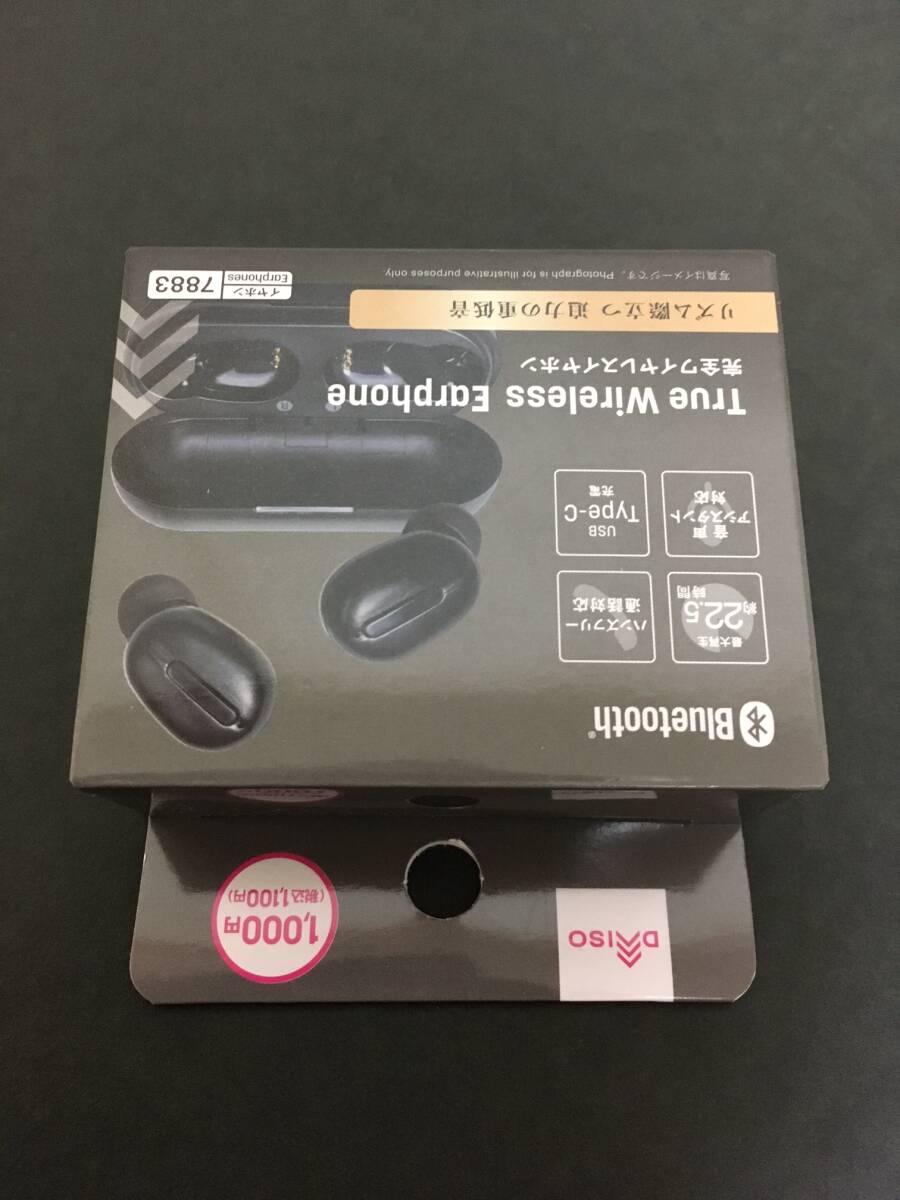 DAISO
1,000円
(税込1,100円)
Bluetooth®
最大再生
約22.5時間
ハンズフリー
通話対応
音声
アシスタント
対応
USB
Type-C
充電
True Wireless Earphone
完全ワイヤレスイヤホン
R
L
リズム際立つ 迫力の重低音
写真はイメージです。Photograph is for illustrative purposes only.
イヤホン
Earphones
7883